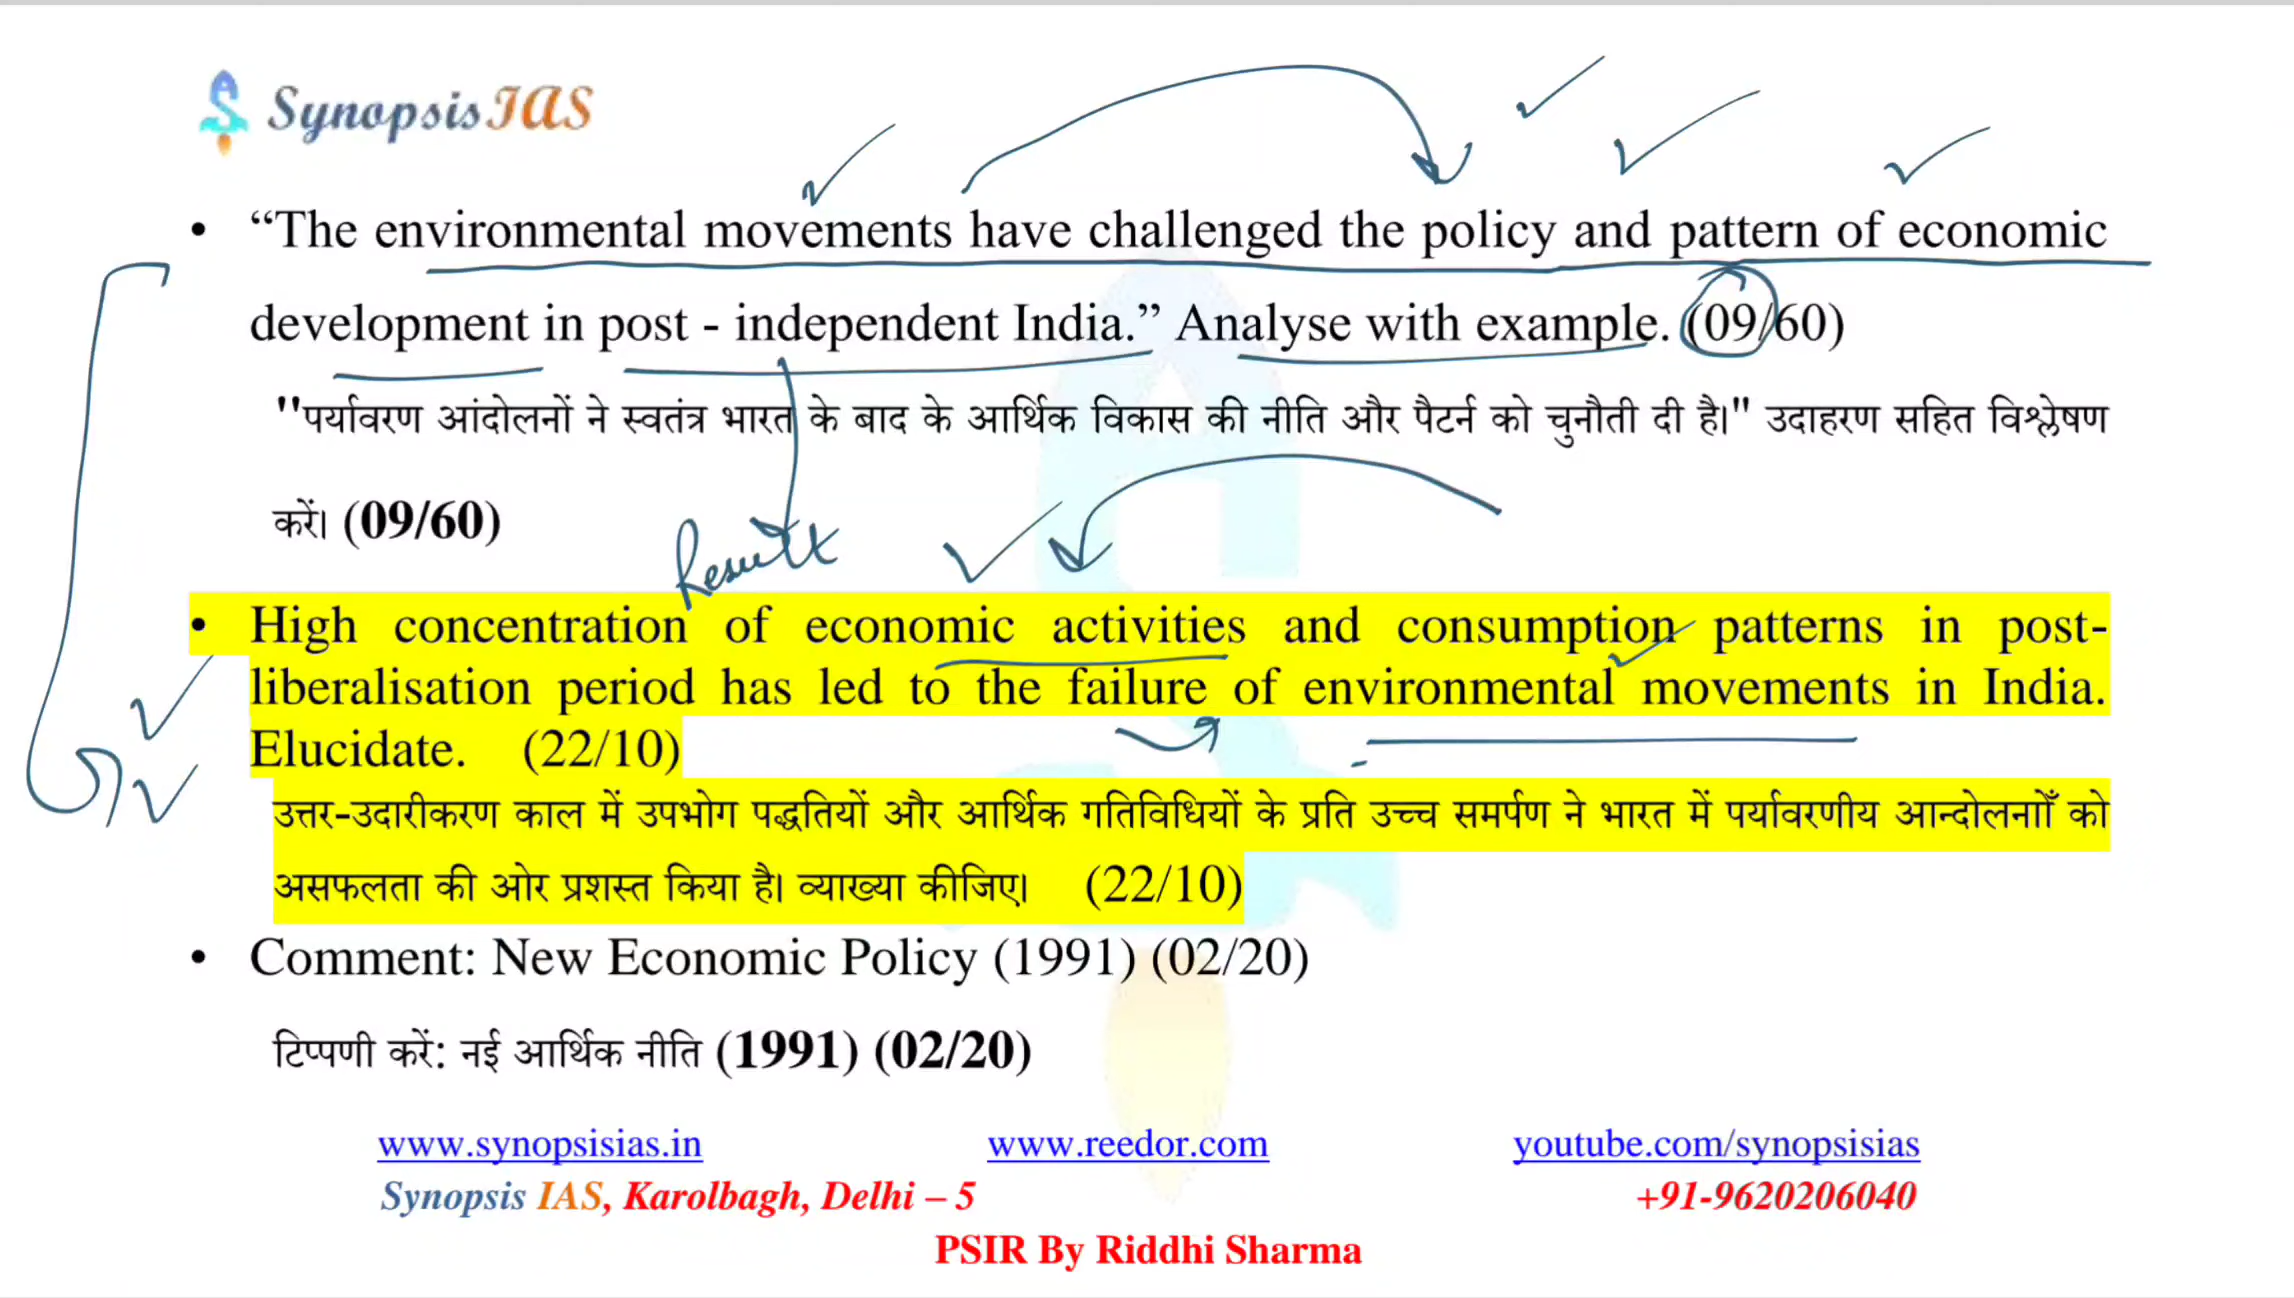 Synopsis IAS
• “The environmental movements have challenged the policy and pattern of economic
development in post - independent India.” Analyse with example. (09/60)
''पर्यावरण आंदोलनों ने स्वतंत्र भारत के बाद के आर्थिक विकास की नीति और पैटर्न को चुनौती दी है।" उदाहरण सहित विश्लेषण
करें। (09/60)
Result
• High concentration of economic activities and consumption patterns in post-
liberalisation period has led to the failure of environmental movements in India.
Elucidate. (22/10)
उत्तर-उदारीकरण काल में उपभोग पद्धतियों और आर्थिक गतिविधियों के प्रति उच्च समर्पण ने भारत में पर्यावरणीय आन्दोलनाेँ को
असफलता की ओर प्रशस्त किया है। व्याख्या कीजिए। (22/10)
• Comment: New Economic Policy (1991) (02/20)
टिप्पणी करें: नई आर्थिक नीति (1991) (02/20)
www.synopsisias.in www.reedor.com youtube.com/synopsisias
Synopsis IAS, Karolbagh, Delhi – 5 +91-9620206040
PSIR By Riddhi Sharma